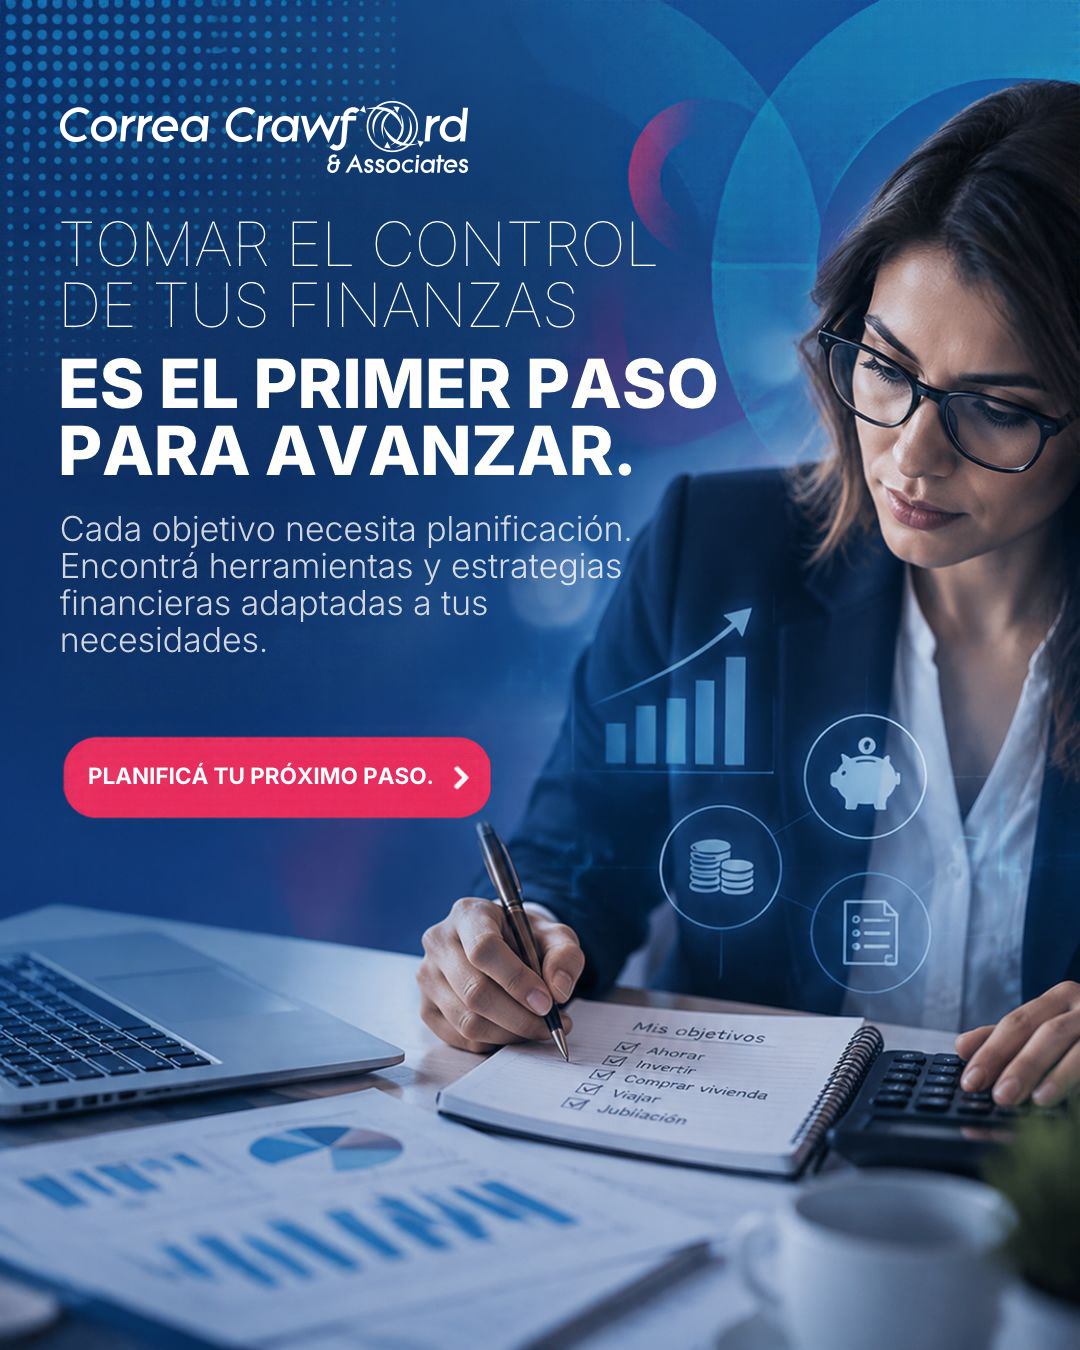 Correa Crawford
& Associates
TOMAR EL CONTROL
DE TUS FINANZAS
ES EL PRIMER PASO
PARA AVANZAR.
Cada objetivo necesita planificación.
Encontrá herramientas y estrategias
financieras adaptadas a tus
necesidades.
PLANIFICÁ TU PRÓXIMO PASO.
Mis objetivos
Ahorrar
Invertir
Comprar vivienda
Viajar
Jubilación